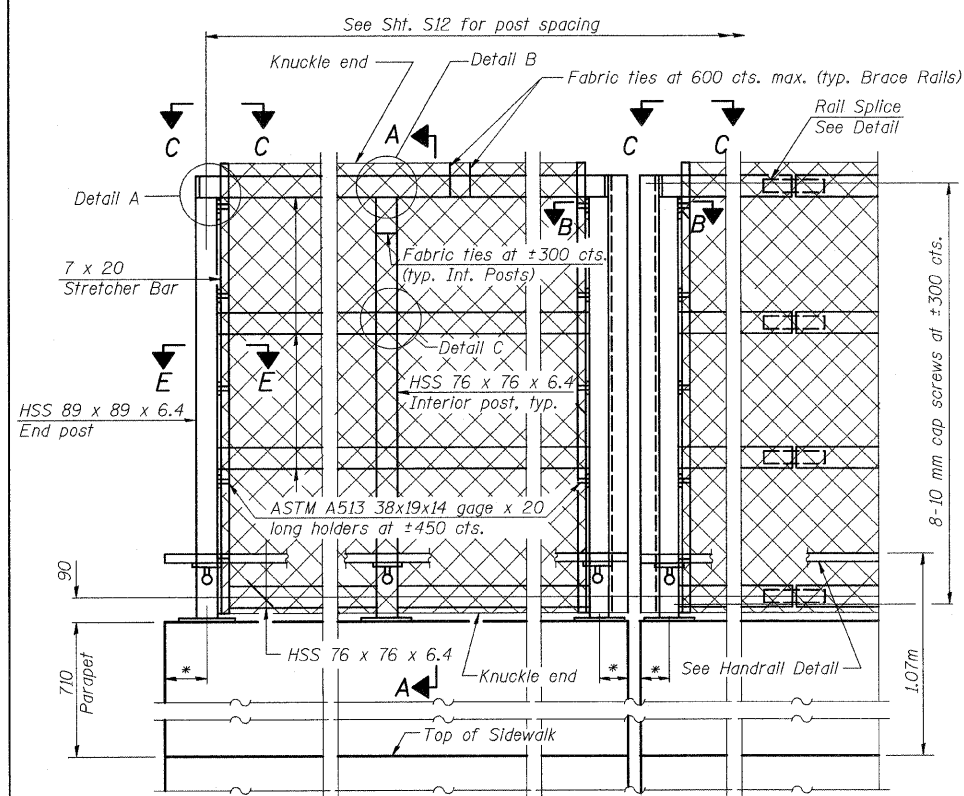 See Sht. S12 for post spacing
Knuckle end
Detail B
Fabric ties at 600 cts. max. (typ. Brace Rails)
Rail Splice
See Detail
C
C
A
C
C
Detail A
B
B
Fabric ties at ±300 cts.
(typ. Int. Posts)
7 x 20
Stretcher Bar
Detail C
E
E
HSS 76 x 76 x 6.4
Interior post, typ.
HSS 89 x 89 x 6.4
End post
8-10 mm cap screws at ±300 cts.
ASTM A513 38x19x14 gage x 20
long holders at ±450 cts.
90
HSS 76 x 76 x 6.4
*
*
*
See Handrail Detail
Knuckle end
A
710
Parapet
1.07m
Top of Sidewalk